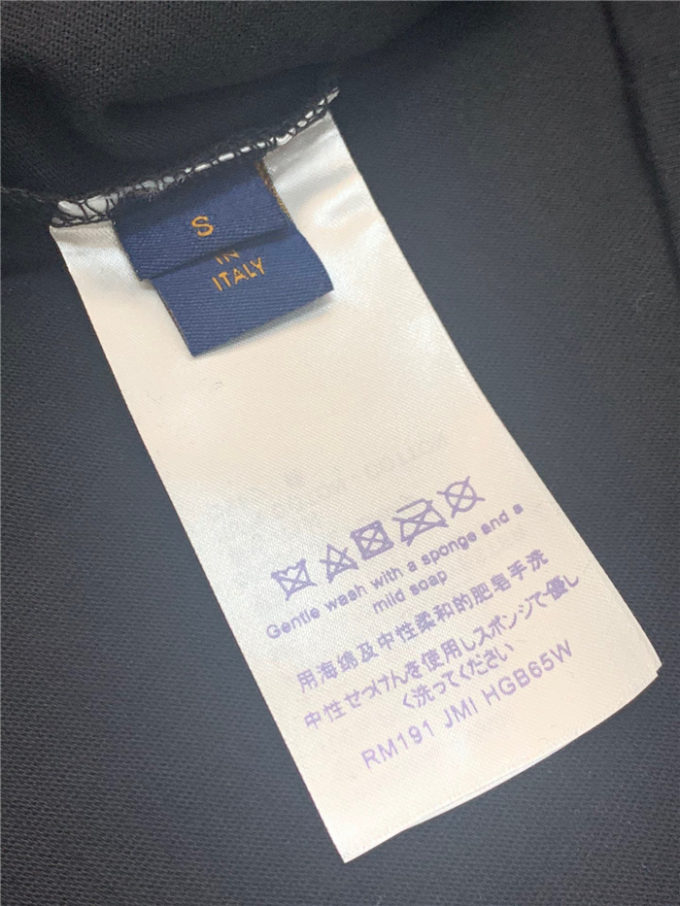 S
IN
ITALY
Gentle wash with a sponge and a
mild soap
用海绵及中性柔和的肥皂手洗
中性せっけんを使用しスポンジで優し
く洗ってください
RM191 JMI HGB65W